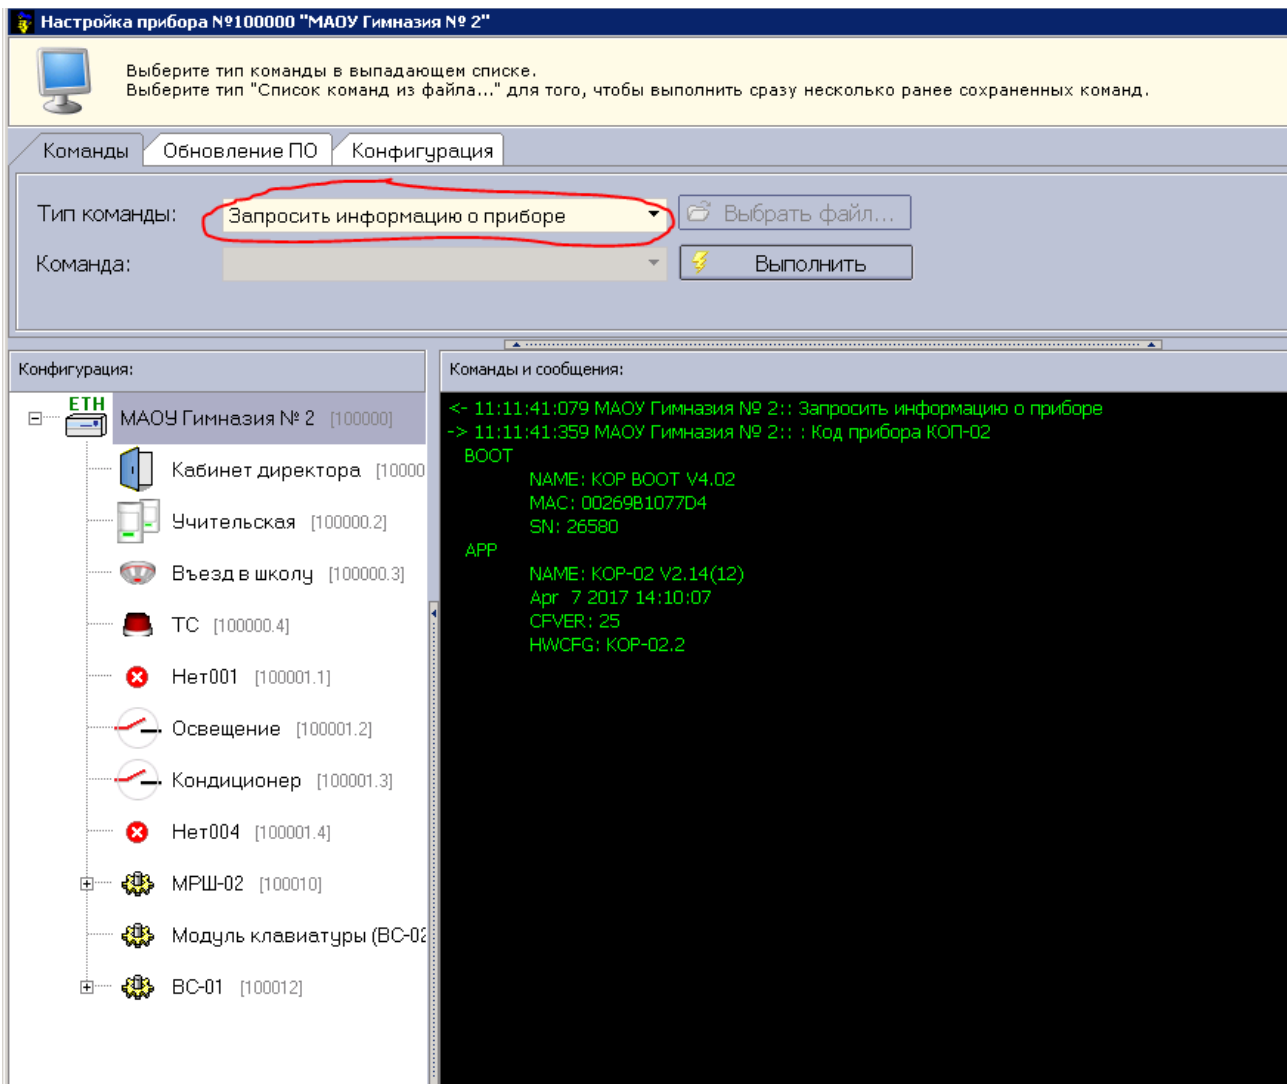 Настройка прибора №100000 "МАОУ Гимназия № 2"
Выберите тип команды в выпадающем списке.
Выберите тип "Список команд из файла..." для того, чтобы выполнить сразу несколько ранее сохраненных команд.
Команды
Обновление ПО
Конфигурация
Тип команды:
Запросить информацию о приборе
Выбрать файл...
Команда:
Выполнить
Конфигурация:
ETH
МАОУ Гимназия № 2 [100000]
Кабинет директора [10000
Учительская [100000.2]
Въезд в школу [100000.3]
ТС [100000.4]
Нет001 [100001.1]
Освещение [100001.2]
Кондиционер [100001.3]
Нет004 [100001.4]
МРШ-02 [100010]
Модуль клавиатуры (ВС-02
ВС-01 [100012]
Команды и сообщения:
<- 11:11:41:079 МАОУ Гимназия № 2:: Запросить информацию о приборе
-> 11:11:41:359 МАОУ Гимназия № 2:: : Код прибора КОП-02
BOOT
NAME: KOP BOOT V4.02
MAC: 00269B1077D4
SN: 26580
APP
NAME: KOP-02 V2.14(12)
Apr 7 2017 14:10:07
CFVER: 25
HWCFG: KOP-02.2